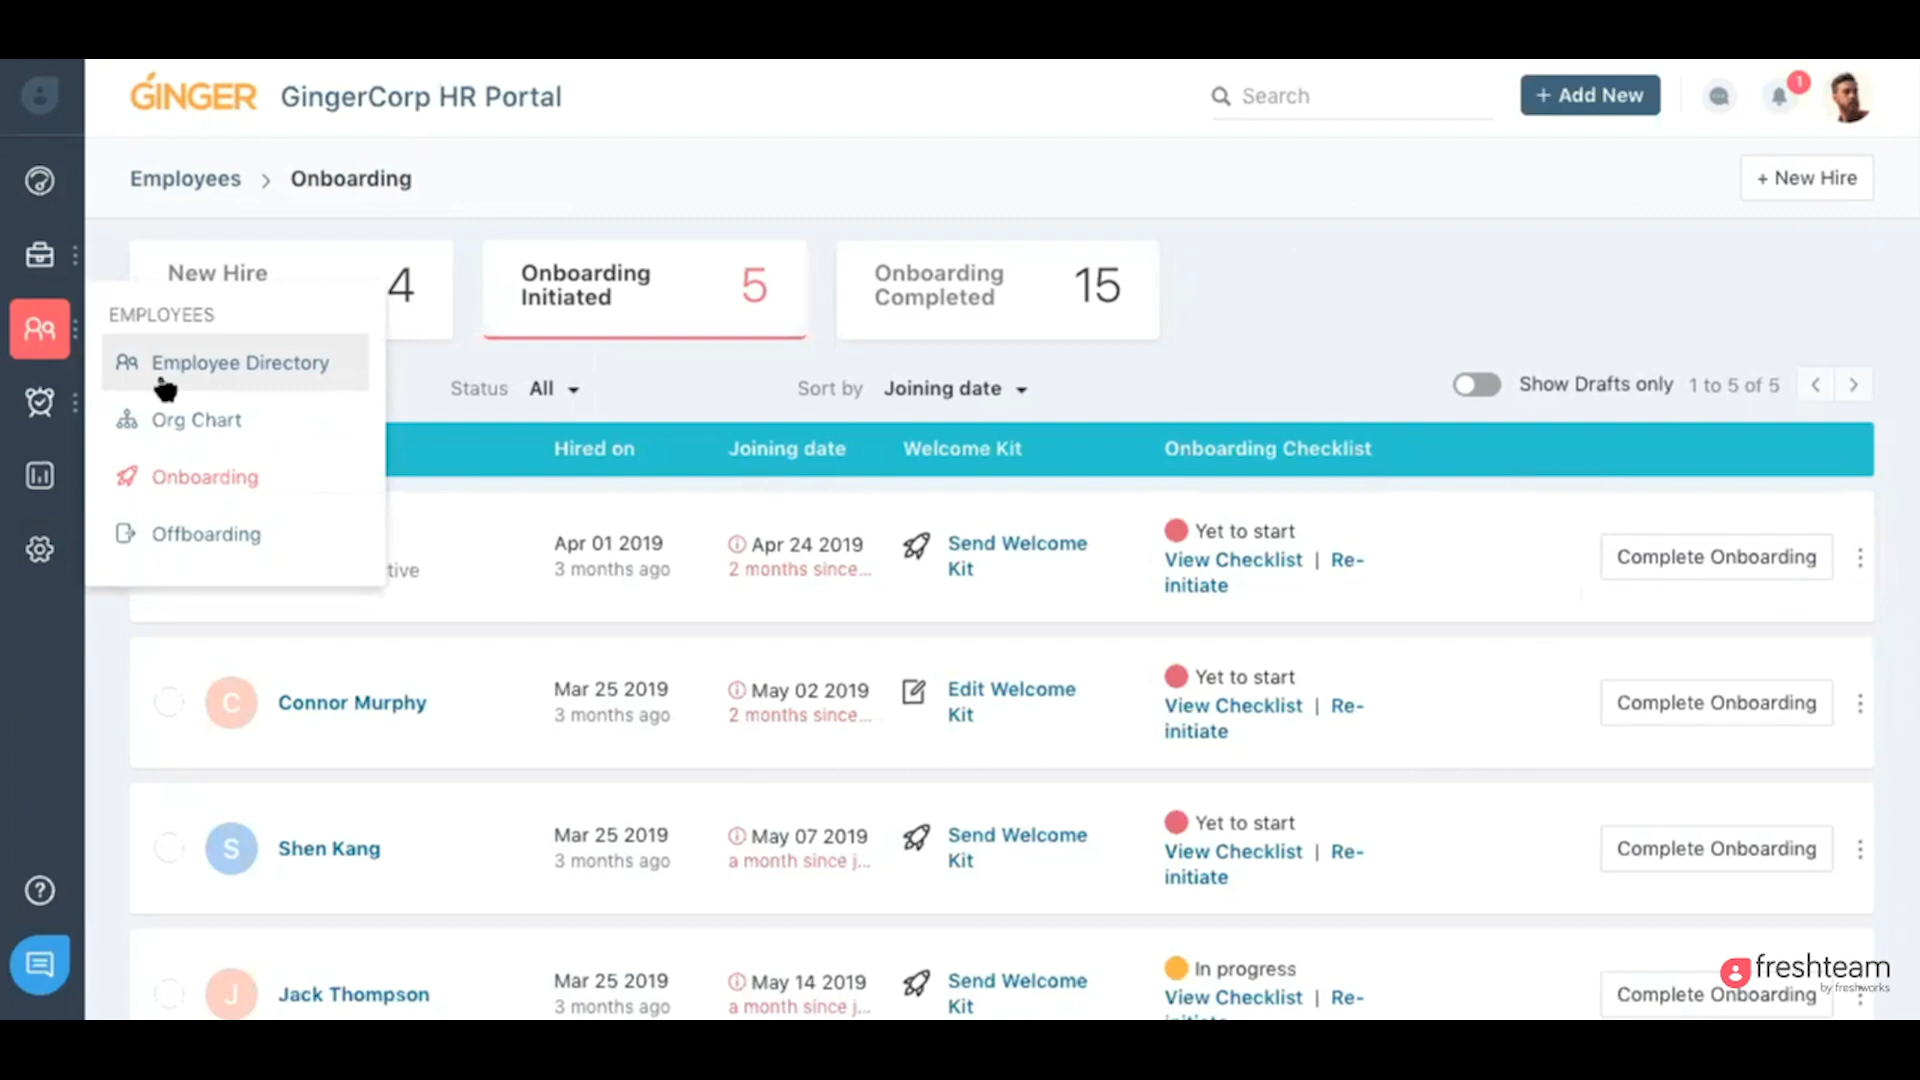 GINGER GingerCorp HR Portal
Search
+ Add New
1
Employees > Onboarding
+ New Hire
New Hire 4
Onboarding
Initiated 5
Onboarding
Completed 15
EMPLOYEES
Employee Directory
Org Chart
Onboarding
Offboarding
Status All
Sort by Joining date
Show Drafts only 1 to 5 of 5
Hired on Joining date Welcome Kit Onboarding Checklist
tive
Apr 01 2019
3 months ago
Apr 24 2019
2 months since...
Send Welcome
Kit
Yet to start
View Checklist | Re-
initiate
Complete Onboarding
C Connor Murphy
Mar 25 2019
3 months ago
May 02 2019
2 months since...
Edit Welcome
Kit
Yet to start
View Checklist | Re-
initiate
Complete Onboarding
S Shen Kang
Mar 25 2019
3 months ago
May 07 2019
a month since j...
Send Welcome
Kit
Yet to start
View Checklist | Re-
initiate
Complete Onboarding
J Jack Thompson
Mar 25 2019
3 months ago
May 14 2019
a month since j...
Send Welcome
Kit
In progress
View Checklist | Re-
Complete Onboarding
freshteam
by freshworks